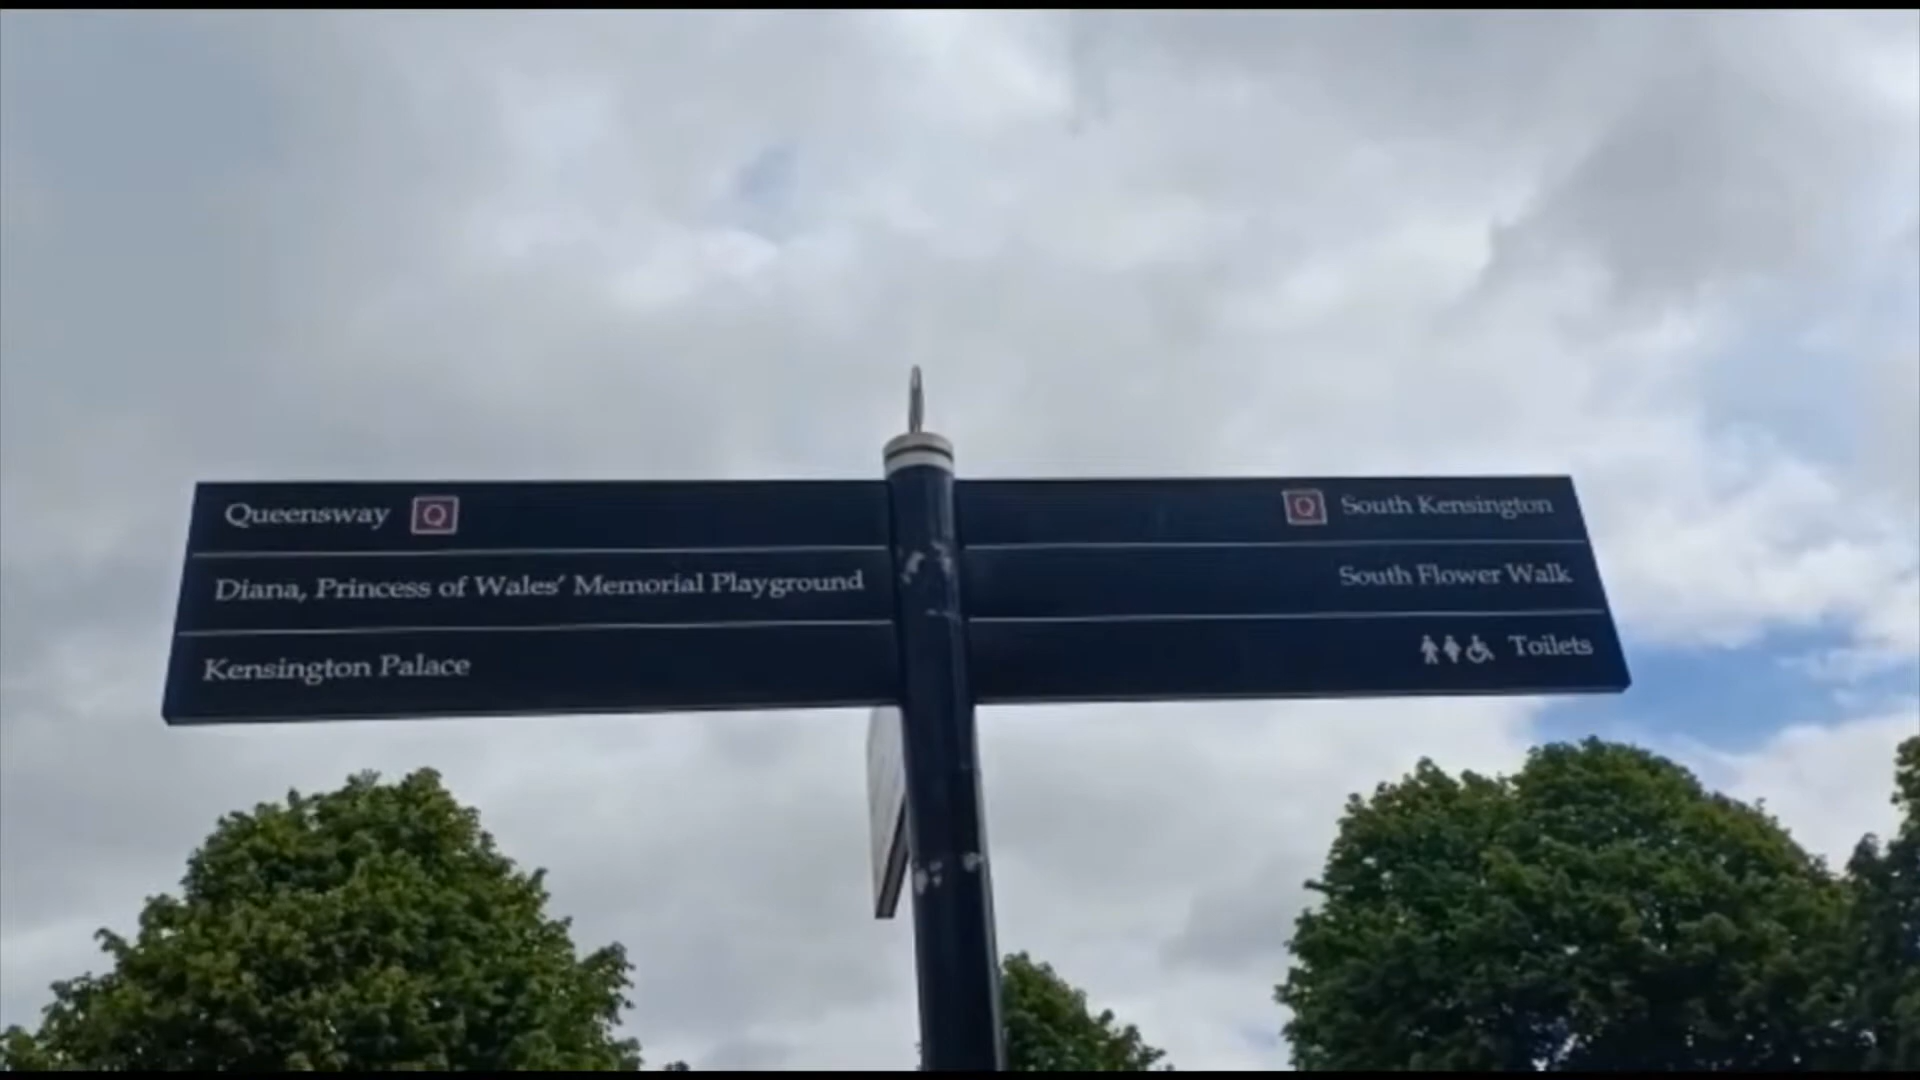 Queensway Q
Diana, Princess of Wales' Memorial Playground
Kensington Palace
Q South Kensington
South Flower Walk
Toilets